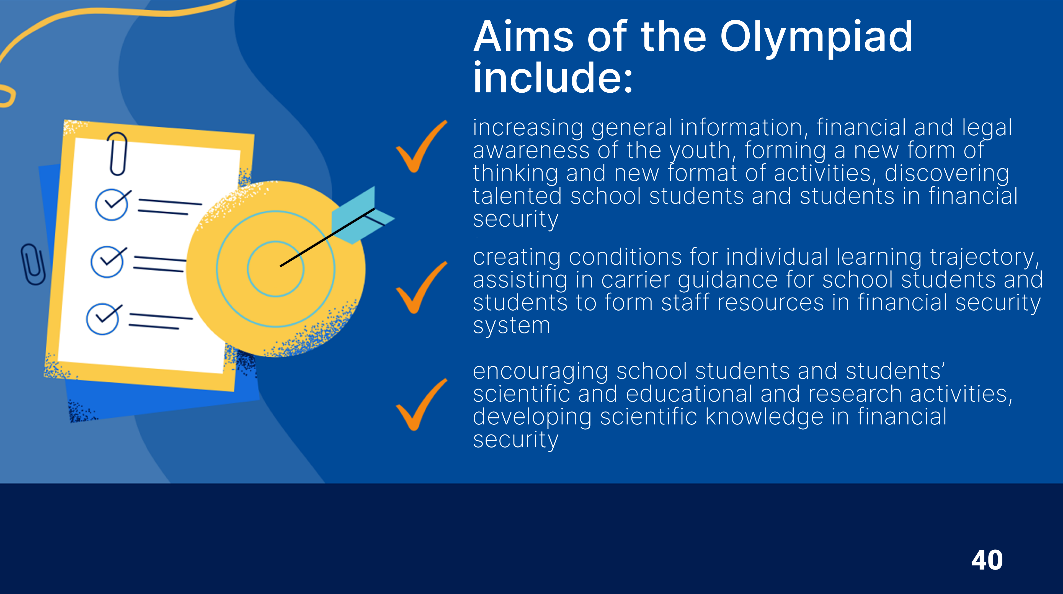 Aims of the Olympiad
include:
increasing general information, financial and legal
awareness of the youth, forming a new form of
thinking and new format of activities, discovering
talented school students and students in financial
security
creating conditions for individual learning trajectory,
assisting in carrier guidance for school students and
students to form staff resources in financial security
system
encouraging school students and students’
scientific and educational and research activities,
developing scientific knowledge in financial
security
40